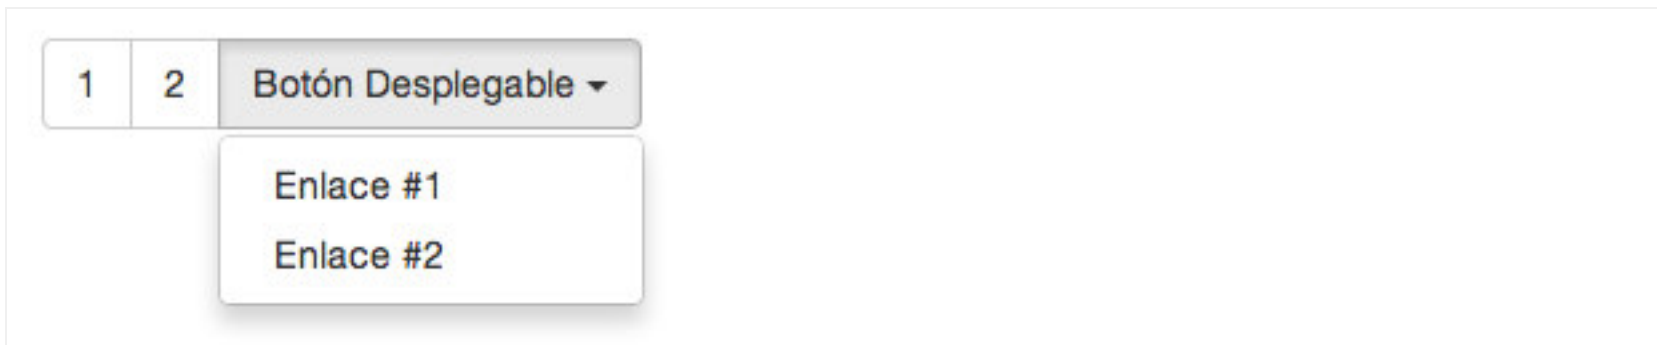 1 2 Botón Desplegable
Enlace #1
Enlace #2